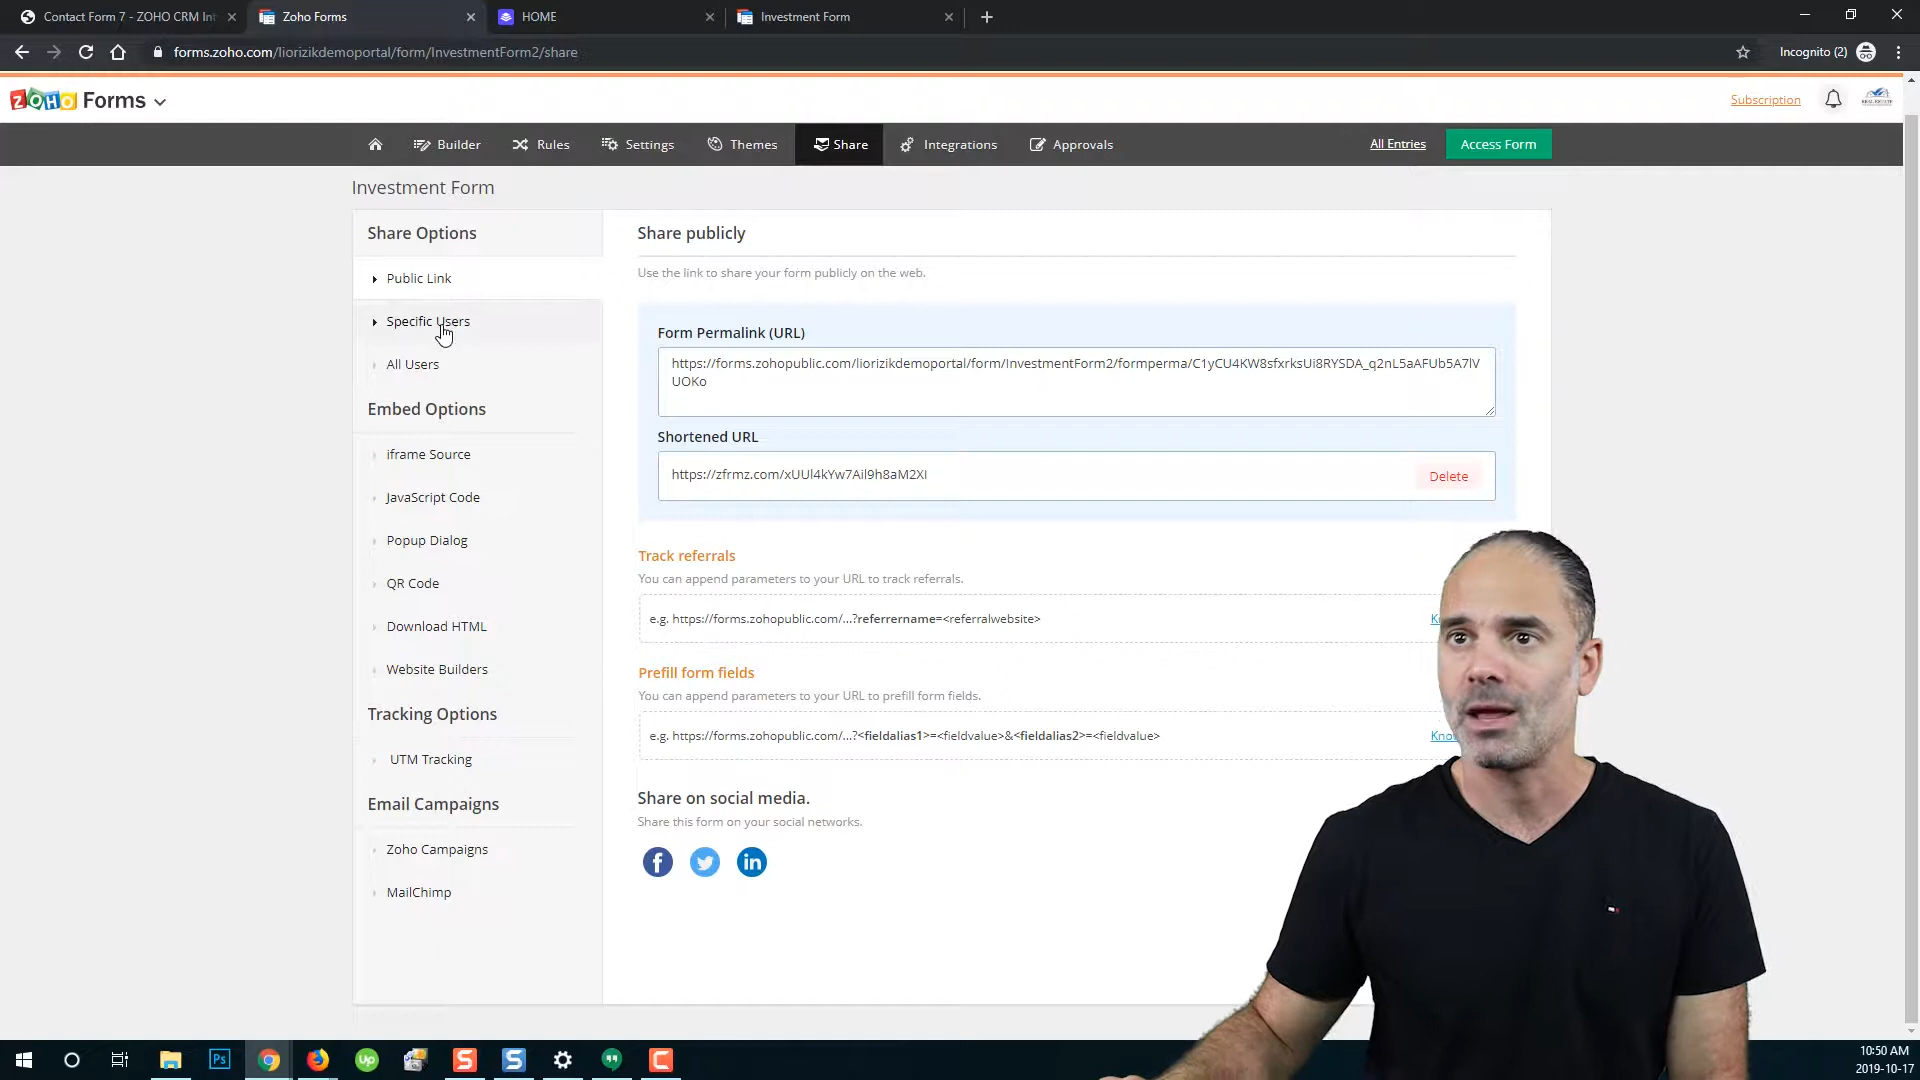 Contact Form 7 - ZOHO CRM Int
Zoho Forms
HOME
Investment Form
forms.zoho.com/liorizikdemoportal/form/InvestmentForm2/share
Incognito (2)
ZOHO Forms
Subscription
REAL ESTATE
Builder
Rules
Settings
Themes
Share
Integrations
Approvals
All Entries
Access Form
Investment Form
Share Options
Public Link
Specific Users
All Users
Embed Options
iframe Source
JavaScript Code
Popup Dialog
QR Code
Download HTML
Website Builders
Tracking Options
UTM Tracking
Email Campaigns
Zoho Campaigns
MailChimp
Share publicly
Use the link to share your form publicly on the web.
Form Permalink (URL)
https://forms.zohopublic.com/liorizikdemoportal/form/InvestmentForm2/formperma/C1yCU4KW8sfxrksUi8RYSDA_q2nL5aAFUb5A7lV
UOKo
Shortened URL
https://zfrmz.com/xUUl4kYw7Ail9h8aM2XI
Delete
Track referrals
You can append parameters to your URL to track referrals.
e.g. https://forms.zohopublic.com/...?referrername=<referralwebsite>
Prefill form fields
You can append parameters to your URL to prefill form fields.
e.g. https://forms.zohopublic.com/...?<fieldalias1>=<fieldvalue>&<fieldalias2>=<fieldvalue>
Share on social media.
Share this form on your social networks.
Ps
Up
10:50 AM
2019-10-17